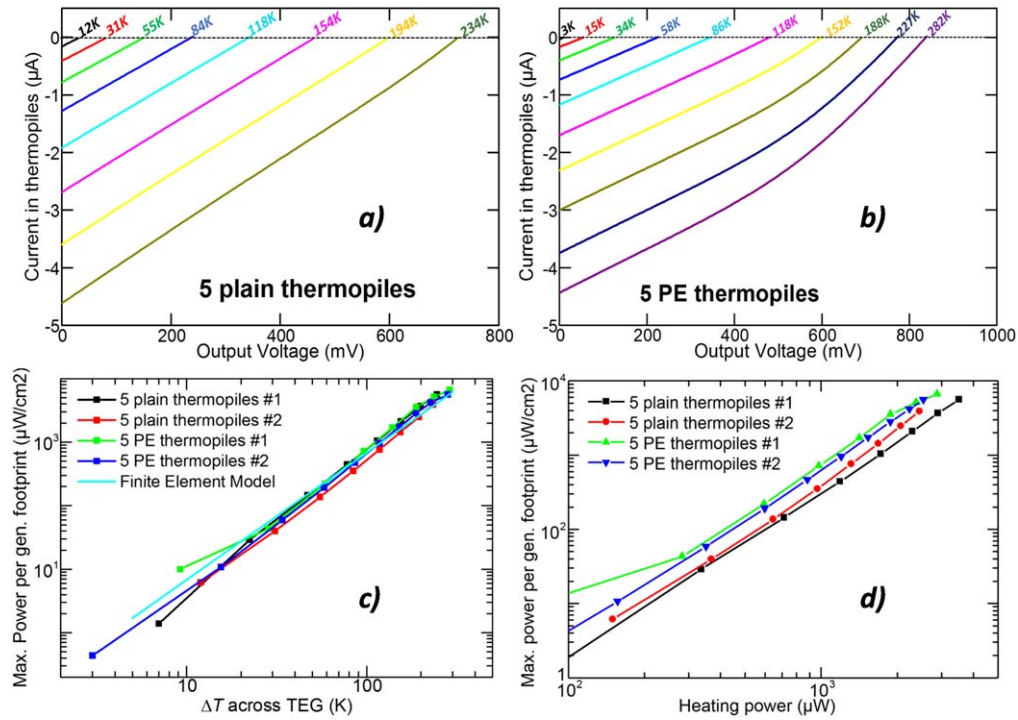 12K 31K 55K 84K 118K 154K 194K 234K
0
-1
-2
-3
-4
-5
Current in thermopiles (µA)
a)
5 plain thermopiles
0 200 400 600 800
Output Voltage (mV)
3K 15K 34K 58K 86K 118K 152K 188K 227K 282K
0
-1
-2
-3
-4
-5
Current in thermopiles (µA)
b)
5 PE thermopiles
0 200 400 600 800 1000
Output Voltage (mV)
Max. Power per gen. footprint (µW/cm2)
10³
10¹
5 plain thermopiles #1
5 plain thermopiles #2
5 PE thermopiles #1
5 PE thermopiles #2
Finite Element Model
c)
10 100
ΔT across TEG (K)
Max. power per gen. footprint (µW/cm2)
10⁴
10²
1
5 plain thermopiles #1
5 plain thermopiles #2
5 PE thermopiles #1
5 PE thermopiles #2
d)
10² 10³
Heating power (µW)